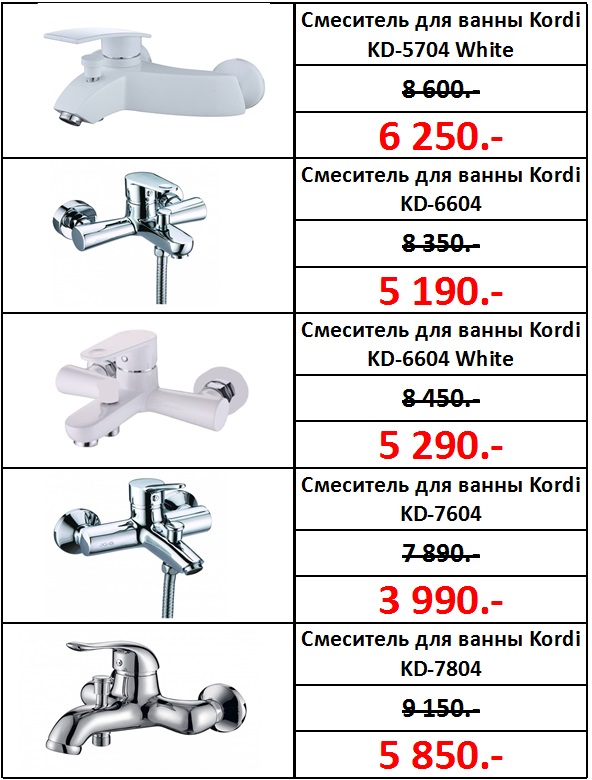 Смеситель для ванны Kordi
KD-5704 White
8 600.-
6 250.-
Смеситель для ванны Kordi
KD-6604
8 350.-
5 190.-
Смеситель для ванны Kordi
KD-6604 White
8 450.-
5 290.-
Смеситель для ванны Kordi
KD-7604
7 890.-
3 990.-
Смеситель для ванны Kordi
KD-7804
9 150.-
5 850.-